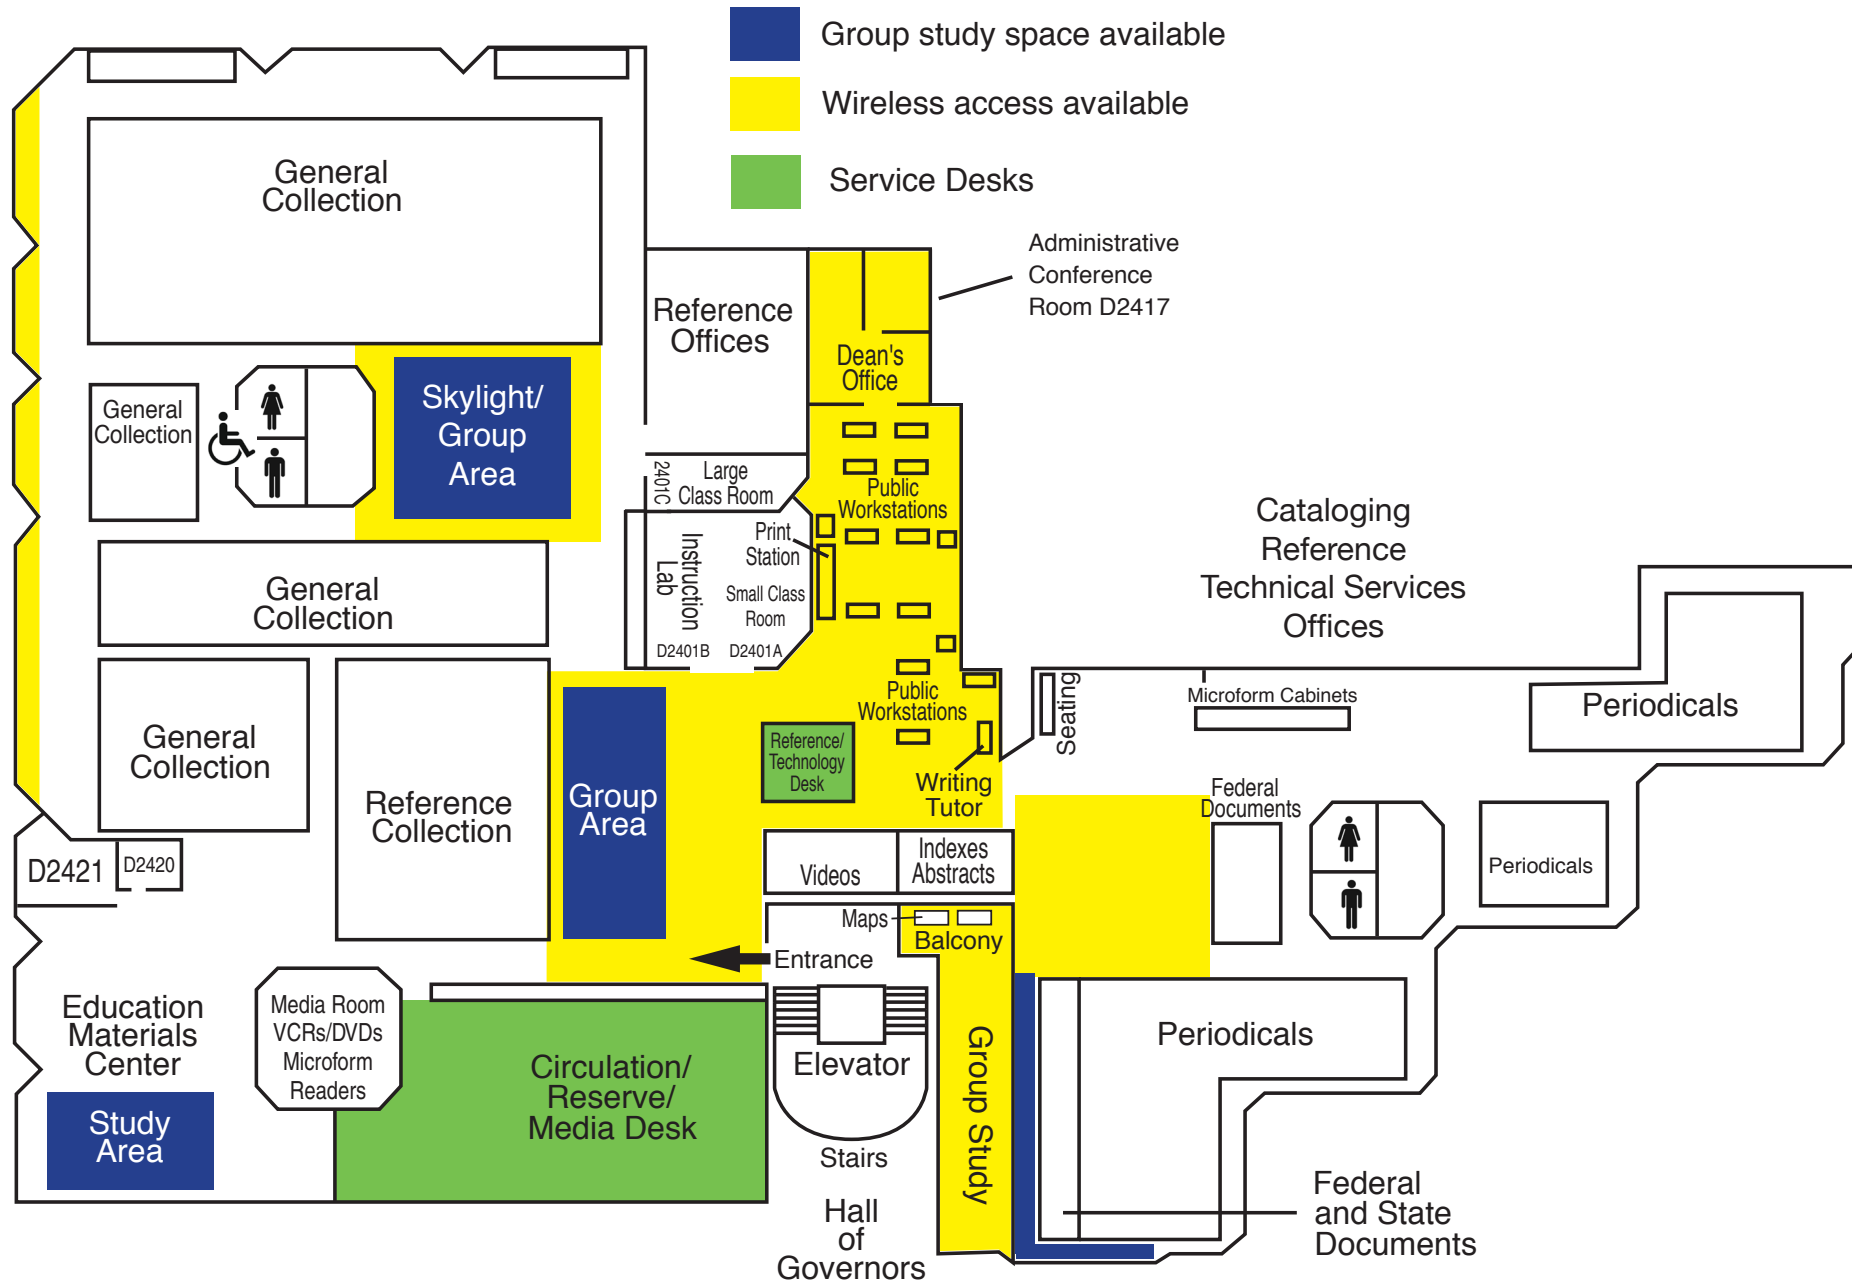 Group study space available
Wireless access available
Service Desks
Administrative
Conference
Room D2417
General
Collection
Reference
Offices
Dean's
Office
General
Collection
Skylight/
Group
Area
2401C
Large
Class Room
Public
Workstations
Print
Station
Instruction
Lab
Small Class
Room
D2401B
D2401A
Cataloging
Reference
Technical Services
Offices
General
Collection
General
Collection
Reference
Collection
Group
Area
Public
Workstations
Reference/
Technology
Desk
Writing
Tutor
Seating
Microform Cabinets
Periodicals
Federal
Documents
Periodicals
D2421
D2420
Videos
Indexes
Abstracts
Maps
Balcony
Entrance
Education
Materials
Center
Media Room
VCRs/DVDs
Microform
Readers
Study
Area
Circulation/
Reserve/
Media Desk
Elevator
Stairs
Hall
of
Governors
Group Study
Periodicals
Federal
and State
Documents